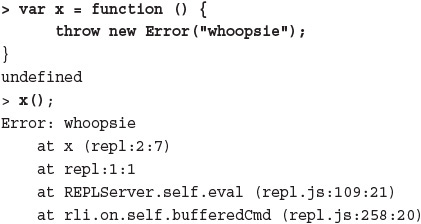 > var x = function () {
      throw new Error("whoopsie");
}
undefined
> x();
Error: whoopsie
    at x (repl:2:7)
    at repl:1:1
    at REPLServer.self.eval (repl.js:109:21)
    at rli.on.self.bufferedCmd (repl.js:258:20)